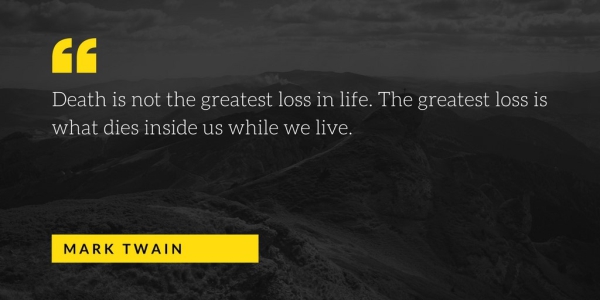 Death is not the greatest loss in life. The greatest loss is
what dies inside us while we live.
MARK TWAIN